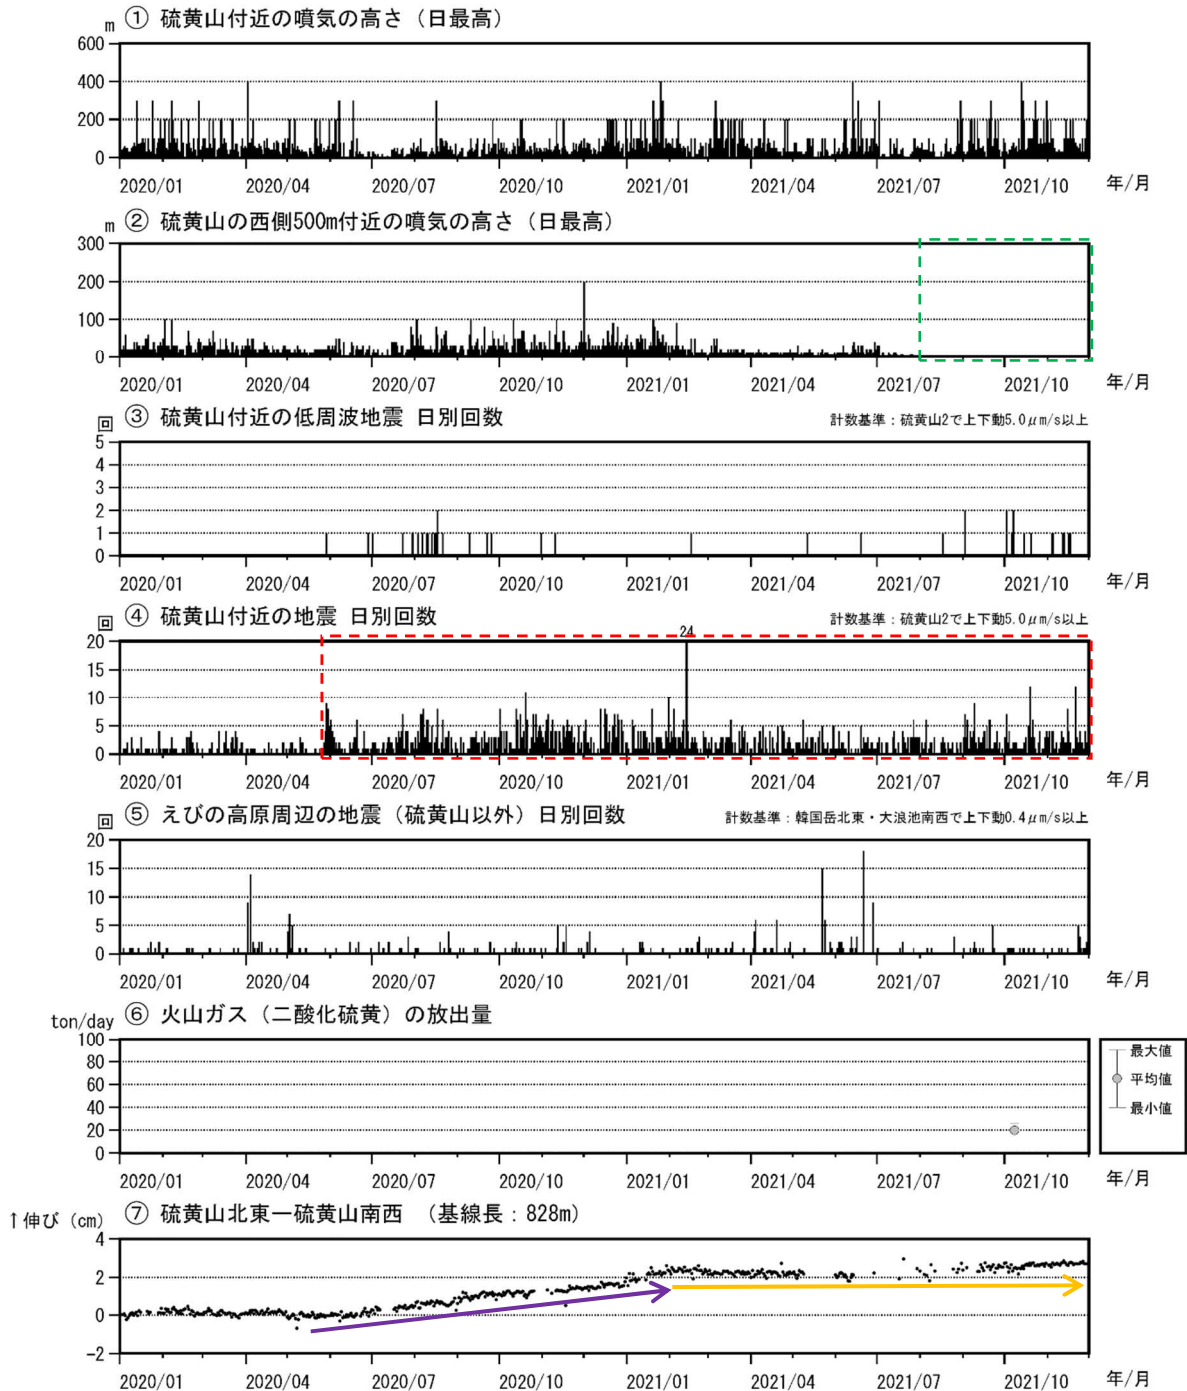 m ① 硫黄山付近の噴気の高さ（日最高）
600
400
200
0
2020/01 2020/04 2020/07 2020/10 2021/01 2021/04 2021/07 2021/10 年/月
m ② 硫黄山の西側500m付近の噴気の高さ（日最高）
300
200
100
0
2020/01 2020/04 2020/07 2020/10 2021/01 2021/04 2021/07 2021/10 年/月
回 ③ 硫黄山付近の低周波地震 日別回数 計数基準：硫黄山2で上下動5.0μm/s以上
5
4
3
2
1
0
2020/01 2020/04 2020/07 2020/10 2021/01 2021/04 2021/07 2021/10 年/月
回 ④ 硫黄山付近の地震 日別回数 計数基準：硫黄山2で上下動5.0μm/s以上
24
20
15
10
5
0
2020/01 2020/04 2020/07 2020/10 2021/01 2021/04 2021/07 2021/10 年/月
回 ⑤ えびの高原周辺の地震（硫黄山以外）日別回数 計数基準：韓国岳北東・大浪池南西で上下動0.4μm/s以上
20
15
10
5
0
2020/01 2020/04 2020/07 2020/10 2021/01 2021/04 2021/07 2021/10 年/月
ton/day ⑥ 火山ガス（二酸化硫黄）の放出量
100
80
60
40
20
0
最大値
平均値
最小値
2020/01 2020/04 2020/07 2020/10 2021/01 2021/04 2021/07 2021/10 年/月
↑伸び（cm） ⑦ 硫黄山北東ー硫黄山南西 （基線長：828m）
4
2
0
-2
2020/01 2020/04 2020/07 2020/10 2021/01 2021/04 2021/07 2021/10 年/月